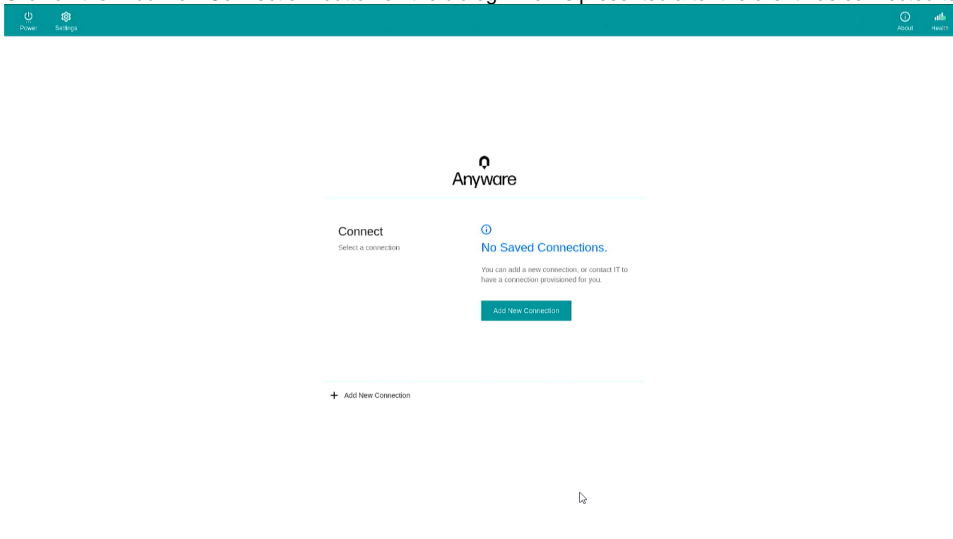 Power
Settings
About
Health
Anyware
Connect
Select a connection
No Saved Connections.
You can add a new connection, or contact IT to
have a connection provisioned for you.
Add New Connection
Add New Connection